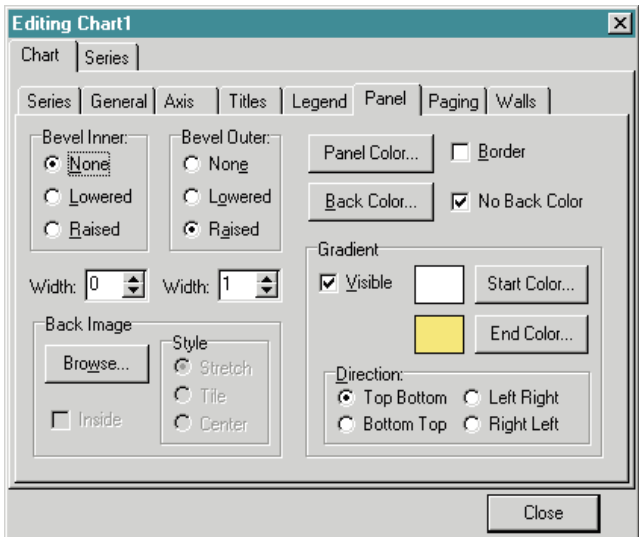 Editing Chart1
Chart Series
Series General Axis Titles Legend Panel Paging Walls
Bevel Inner: Bevel Outer:
None None Panel Color... Border
Lowered Lowered Back Color... No Back Color
Raised Raised
Gradient
Width: 0 Width: 1 Visible Start Color...
Back Image End Color...
Browse... Style
Stretch
Tile
Inside Center
Direction:
Top Bottom Left Right
Bottom Top Right Left
Close